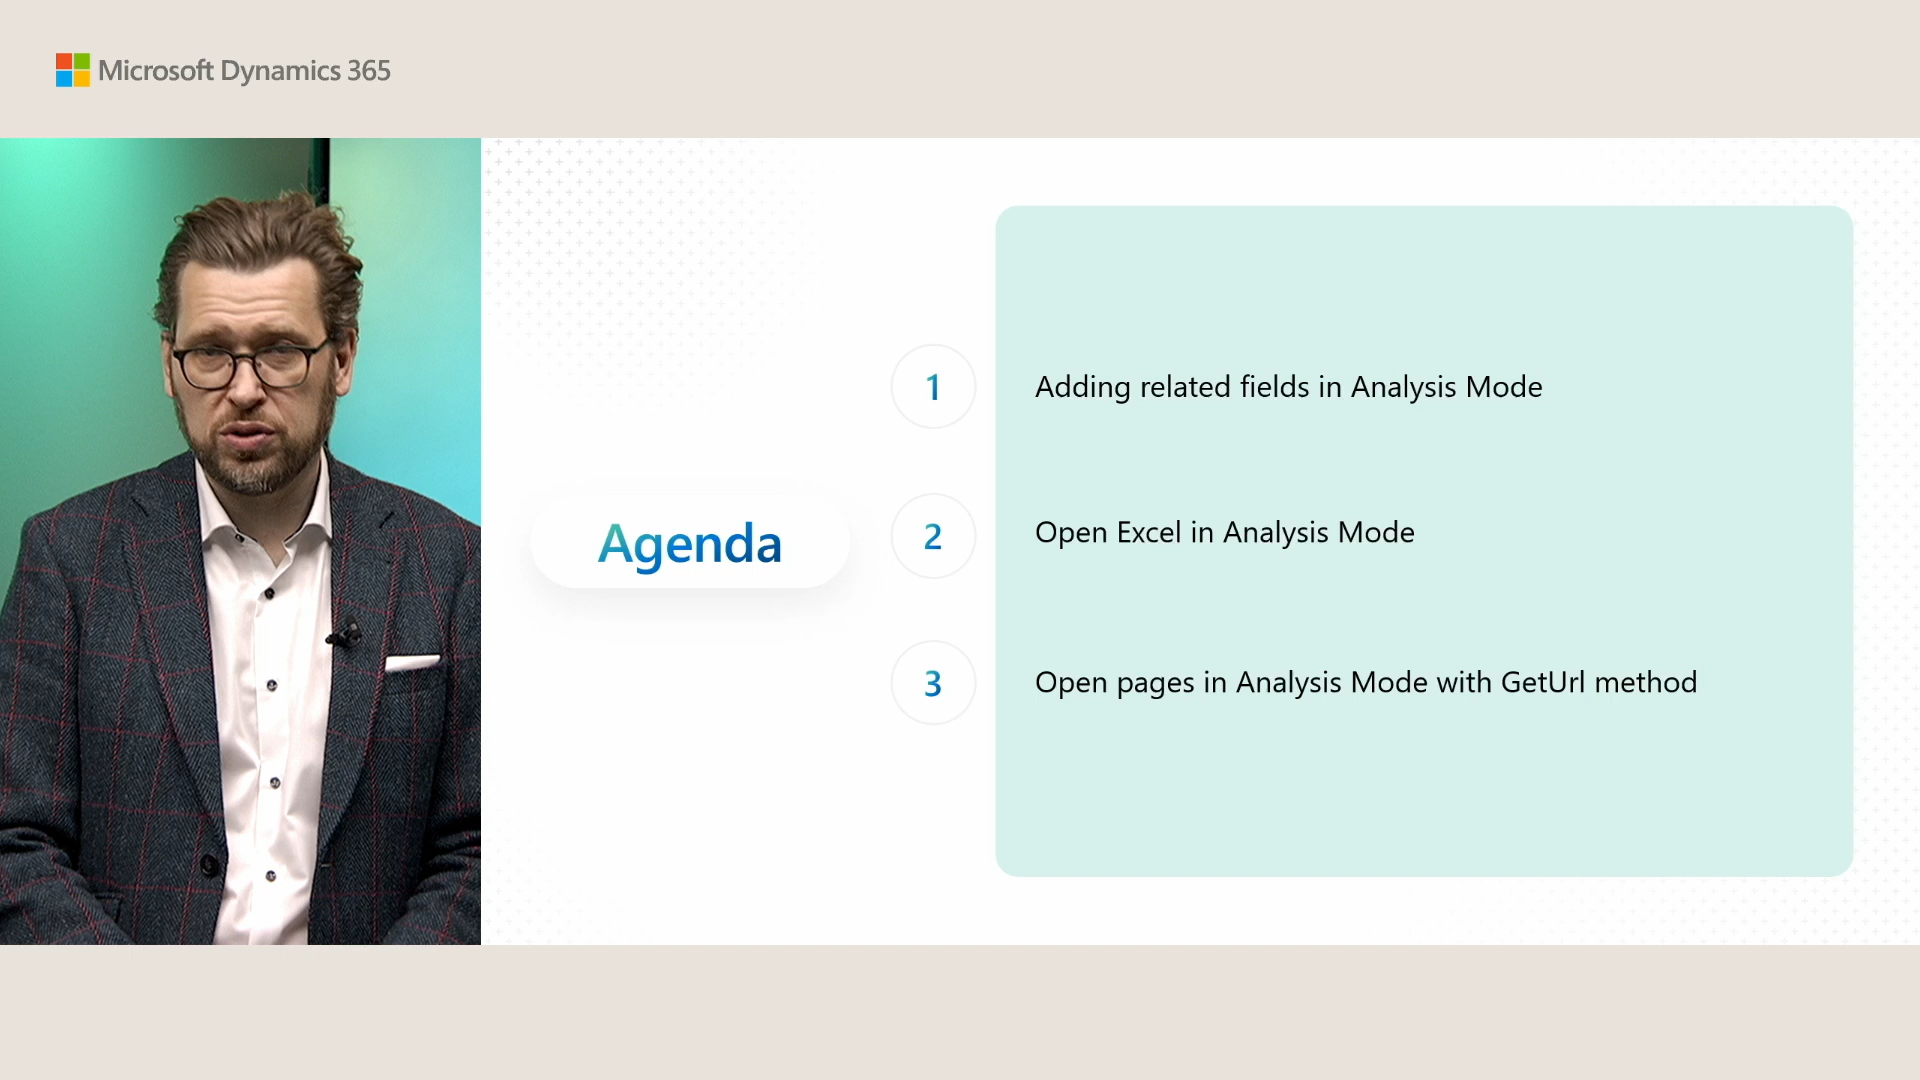 Microsoft Dynamics 365
Agenda
1
Adding related fields in Analysis Mode
2
Open Excel in Analysis Mode
3
Open pages in Analysis Mode with GetUrl method